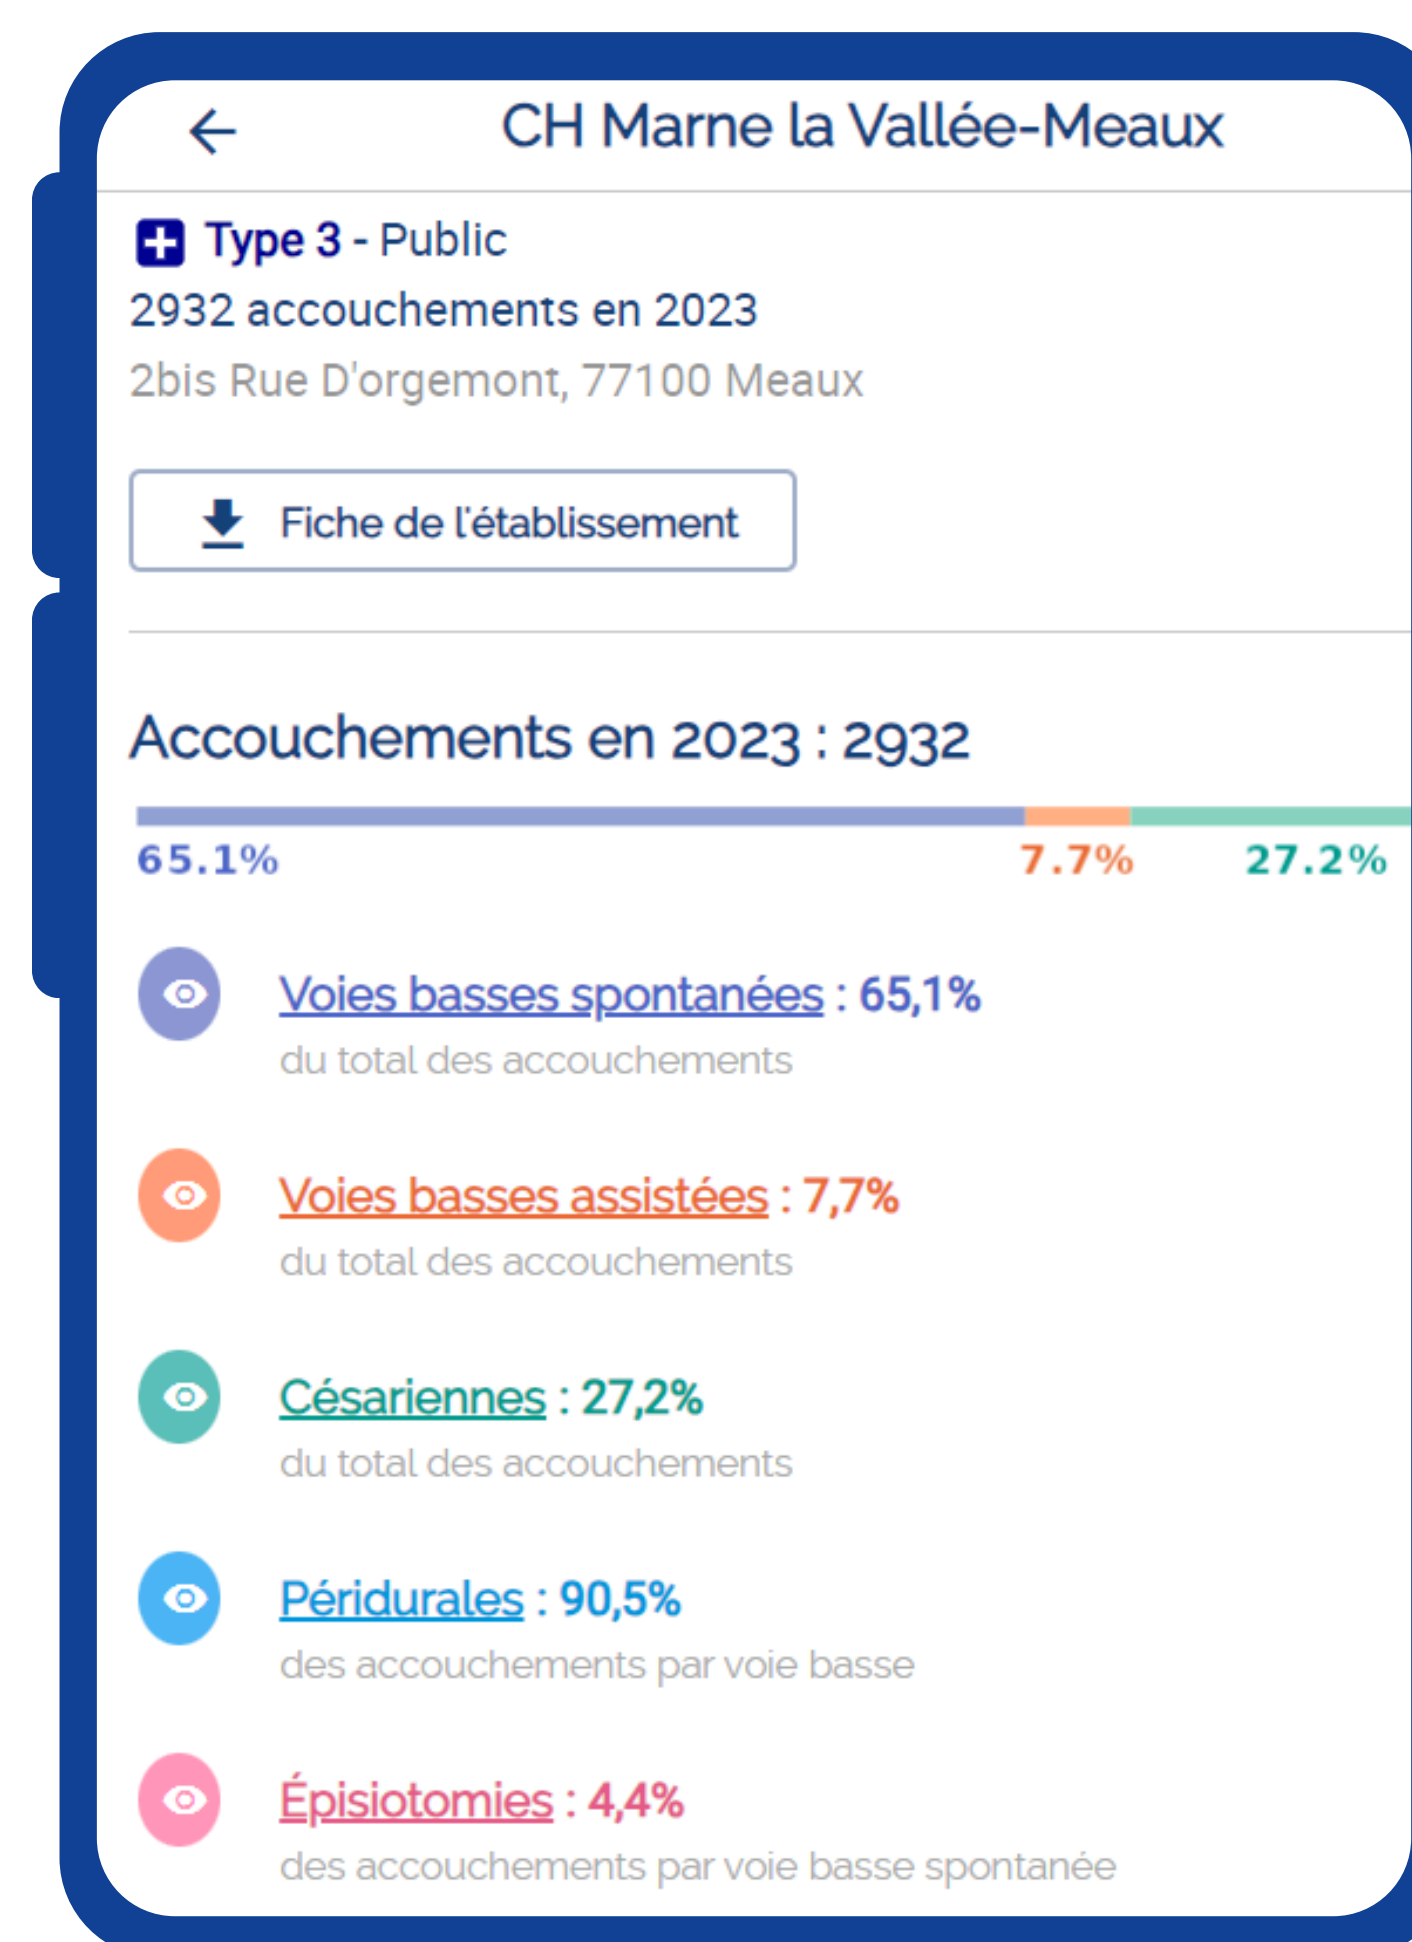 CH Marne la Vallée-Meaux
Type 3 - Public
2932 accouchements en 2023
2bis Rue D'orgemont, 77100 Meaux
Fiche de l'établissement
Accouchements en 2023 : 2932
65.1% 7.7% 27.2%
Voies basses spontanées : 65,1%
du total des accouchements
Voies basses assistées : 7,7%
du total des accouchements
Césariennes : 27,2%
du total des accouchements
Péridurales : 90,5%
des accouchements par voie basse
Épisiotomies : 4,4%
des accouchements par voie basse spontanée